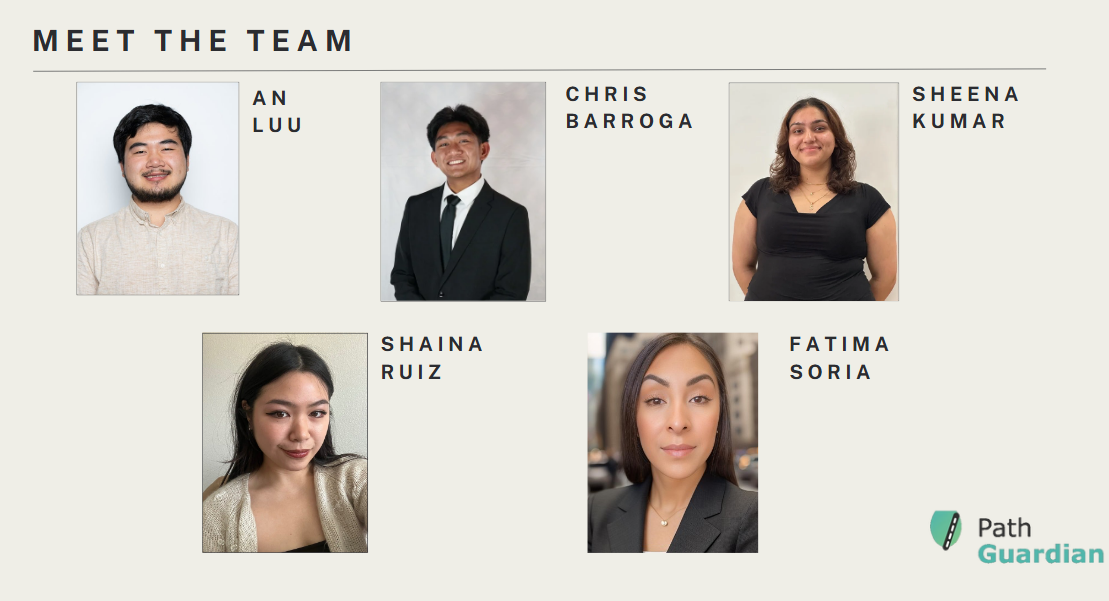 MEET THE TEAM
AN
LUU
CHRIS
BARROGA
SHEENA
KUMAR
SHAINA
RUIZ
FATIMA
SORIA
Path
Guardian